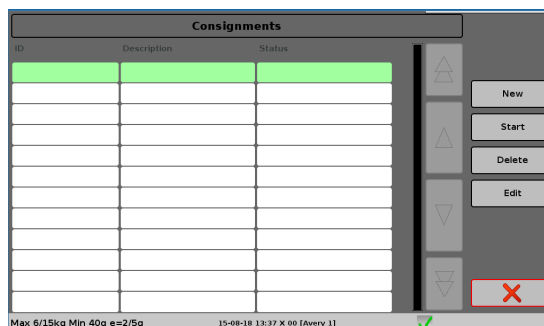 Consignments
ID Description Status
New
Start
Delete
Edit
Max 6/15kg Min 40g e=2/5g 15-08-18 13:37 X 00 [Avery 1]